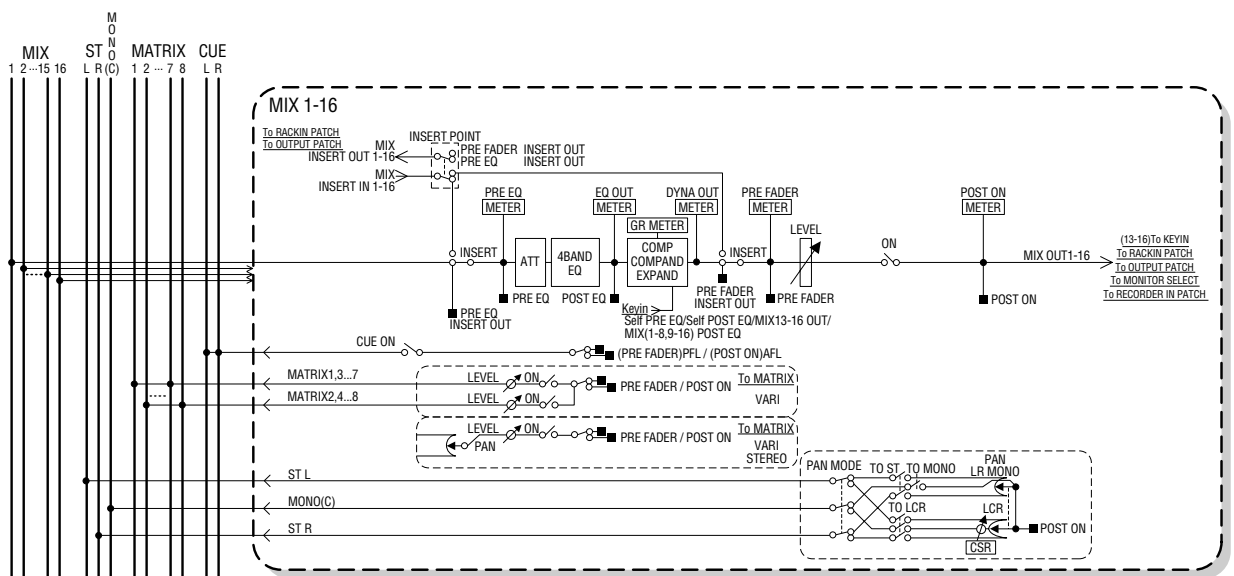 MONO
MIX ST (C) MATRIX CUE
1 2 ··· 15 16 L R 1 2 ··· 7 8 L R
MIX 1-16
To RACKIN PATCH
To OUTPUT PATCH
INSERT POINT
MIX
INSERT OUT 1-16
PRE FADER INSERT OUT
PRE EQ INSERT OUT
MIX
INSERT IN 1-16
PRE EQ
METER
EQ OUT
METER
DYNA OUT
METER
PRE FADER
METER
POST ON
METER
GR METER
LEVEL
INSERT
ATT
4BAND
EQ
COMP
COMPAND
EXPAND
INSERT
ON
MIX OUT1-16
(13-16)To KEYIN
To RACKIN PATCH
To OUTPUT PATCH
To MONITOR SELECT
To RECORDER IN PATCH
PRE EQ
INSERT OUT
PRE EQ
POST EQ
PRE FADER
INSERT OUT
PRE FADER
POST ON
Keyin
Self PRE EQ/Self POST EQ/MIX13-16 OUT/
MIX(1-8,9-16) POST EQ
CUE ON
(PRE FADER)PFL / (POST ON)AFL
MATRIX1,3...7
LEVEL ON
PRE FADER / POST ON
To MATRIX
VARI
MATRIX2,4...8
LEVEL ON
LEVEL ON
PAN
PRE FADER / POST ON
To MATRIX
VARI
STEREO
ST L
MONO(C)
ST R
PAN MODE
TO ST
TO MONO
PAN
LR MONO
TO LCR
LCR
CSR
POST ON